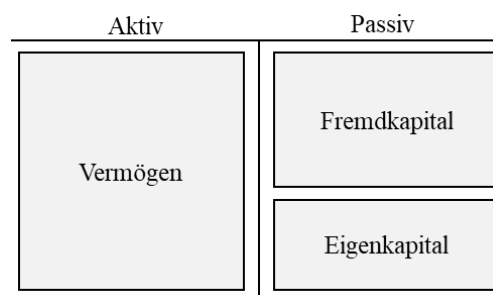 Aktiv
Passiv
Vermögen
Fremdkapital
Eigenkapital